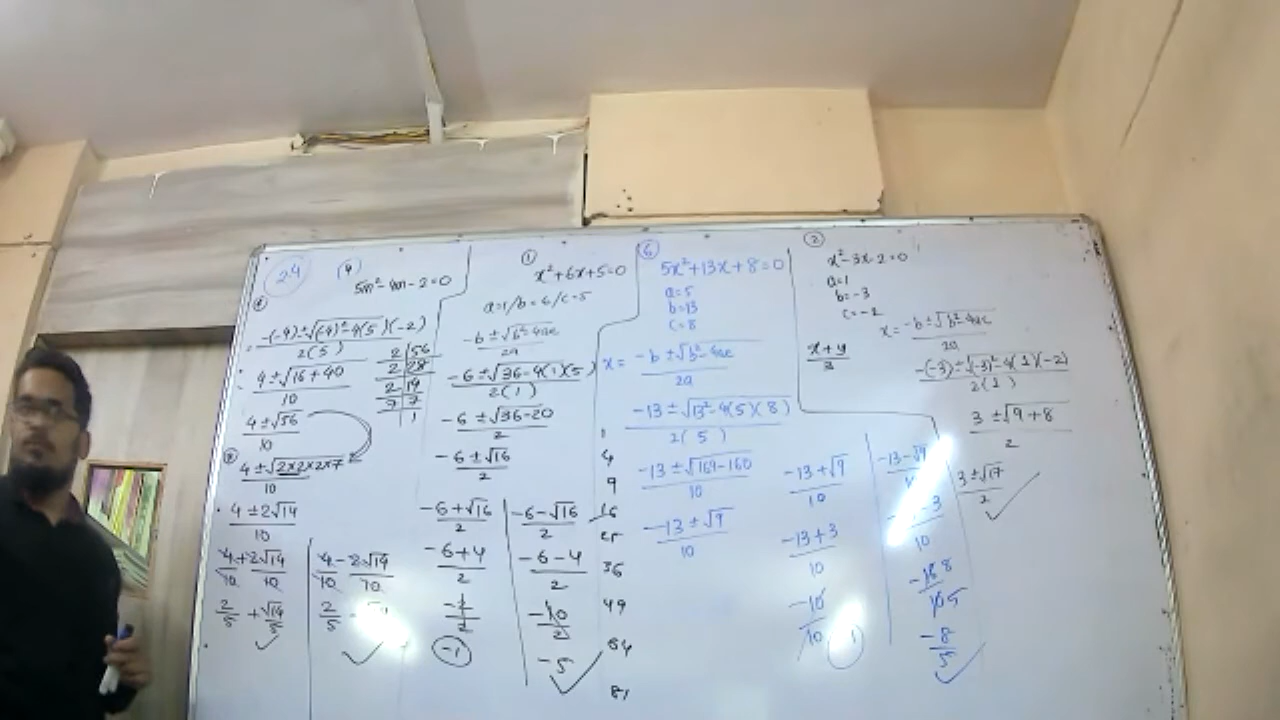 24
④
5m² - 4m - 2 = 0
= -(-4) ± √(-4)² - 4(5)(-2) / 2(5)
4 ± √16 + 40 / 10
4 ± √56 / 10
2 | 56
2 | 28
2 | 14
7 | 7
| 1
4 ± √2×2×2×7 / 10
4 ± 2√14 / 10
4/10 + 2√14/10
2/5 + √14/5 ✓
4/10 - 2√14/10
2/5 -
①
x² + 6x + 5 = 0
a = 1 / b = 6 / c = 5
-b ± √b² - 4ac / 2a
-6 ± √36 - 4(1)(5) / 2(1)
-6 ± √36 - 20 / 2
-6 ± √16 / 2
-6 + √16 / 2
-6 + 4 / 2
-2 / 2
-1
-6 - √16 / 2
-6 - 4 / 2
-10 / 2
-5 ✓
1
4
9
16
25
36
49
64
81
⑥
5x² + 13x + 8 = 0
a = 5
b = 13
c = 8
x = -b ± √b² - 4ac / 2a
-13 ± √13² - 4(5)(8) / 2(5)
-13 ± √169 - 160 / 10
-13 ± √9 / 10
-13 + √9 / 10
-13 + 3 / 10
-10 / 10
1
-13 - √9
- 3 / 10
-16 8 / 10 5
-8 / 5 ✓
②
x² - 3x - 2 = 0
a = 1
b = -3
c = -2
x = -b ± √b² - 4ac / 2a
x + y / 3
-(-3) ± √(-3)² - 4(1)(-2) / 2(1)
3 ± √9 + 8 / 2
3 ± √17 / 2 ✓